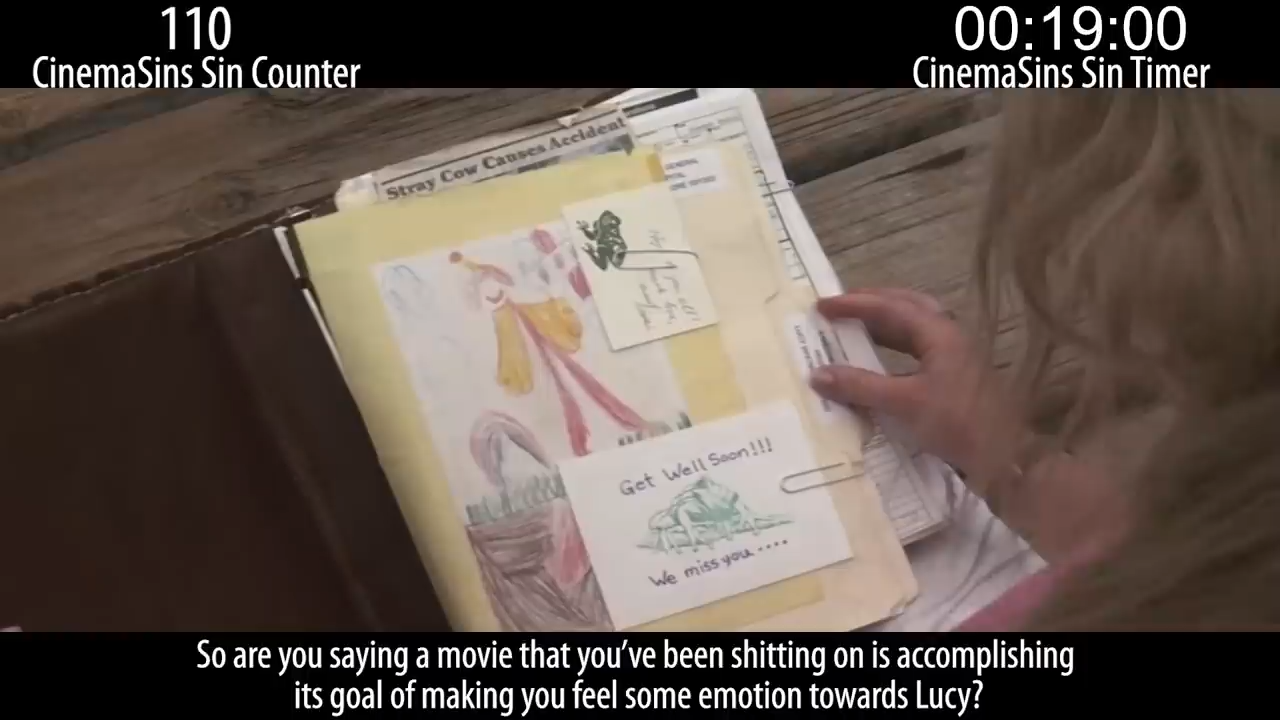 110
CinemaSins Sin Counter
00:19:00
CinemaSins Sin Timer
Stray Cow Causes Accident
GENERAL
Get Well Soon!!!
We miss you....
So are you saying a movie that you've been shitting on is accomplishing
its goal of making you feel some emotion towards Lucy?